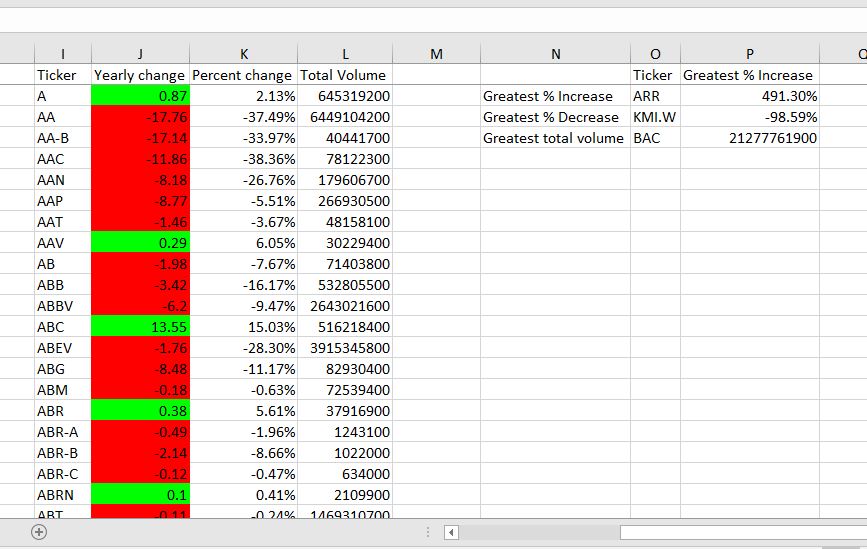 I J K L M N O P Q
Ticker Yearly change Percent change Total Volume Ticker Greatest % Increase
A 0.87 2.13% 645319200 Greatest % Increase ARR 491.30%
AA -17.76 -37.49% 6449104200 Greatest % Decrease KMI.W -98.59%
AA-B -17.14 -33.97% 40441700 Greatest total volume BAC 21277761900
AAC -11.86 -38.36% 78122300
AAN -8.18 -26.76% 179606700
AAP -8.77 -5.51% 266930500
AAT -1.46 -3.67% 48158100
AAV 0.29 6.05% 30229400
AB -1.98 -7.67% 71403800
ABB -3.42 -16.17% 532805500
ABBV -6.2 -9.47% 2643021600
ABC 13.55 15.03% 516218400
ABEV -1.76 -28.30% 3915345800
ABG -8.48 -11.17% 82930400
ABM -0.18 -0.63% 72539400
ABR 0.38 5.61% 37916900
ABR-A -0.49 -1.96% 1243100
ABR-B -2.14 -8.66% 1022000
ABR-C -0.12 -0.47% 634000
ABRN 0.1 0.41% 2109900
ABT -0.11 -0.24% 1469310700